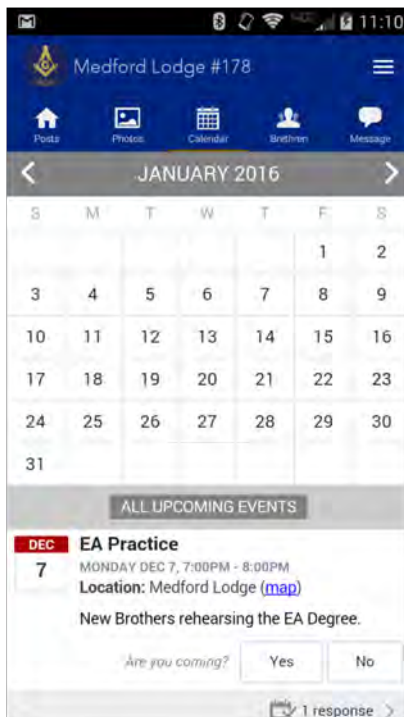 11:10
Medford Lodge #178
Posts Photos Calendar Brethren Message
JANUARY 2016
S M T W T F S
1 2
3 4 5 6 7 8 9
10 11 12 13 14 15 16
17 18 19 20 21 22 23
24 25 26 27 28 29 30
31
ALL UPCOMING EVENTS
DEC EA Practice
7 MONDAY DEC 7, 7:00PM - 8:00PM
Location: Medford Lodge (map)
New Brothers rehearsing the EA Degree.
Are you coming? Yes No
1 response >